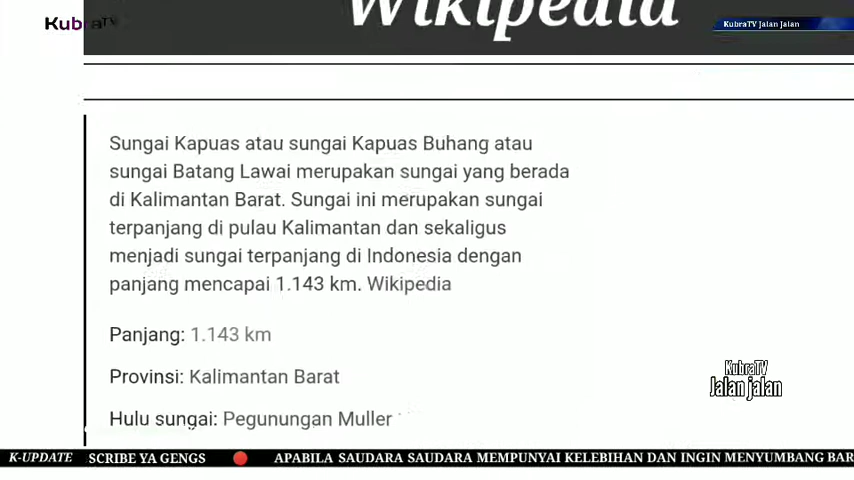 Wikipedia
KubraTV
KubraTV Jalan Jalan
Sungai Kapuas atau sungai Kapuas Buhang atau
sungai Batang Lawai merupakan sungai yang berada
di Kalimantan Barat. Sungai ini merupakan sungai
terpanjang di pulau Kalimantan dan sekaligus
menjadi sungai terpanjang di Indonesia dengan
panjang mencapai 1.143 km. Wikipedia
Panjang: 1.143 km
Provinsi: Kalimantan Barat
Hulu sungai: Pegunungan Muller
KubraTV
Jalan jalan
K-UPDATE SCRIBE YA GENGS APABILA SAUDARA SAUDARA MEMPUNYAI KELEBIHAN DAN INGIN MENYUMBANG BAR